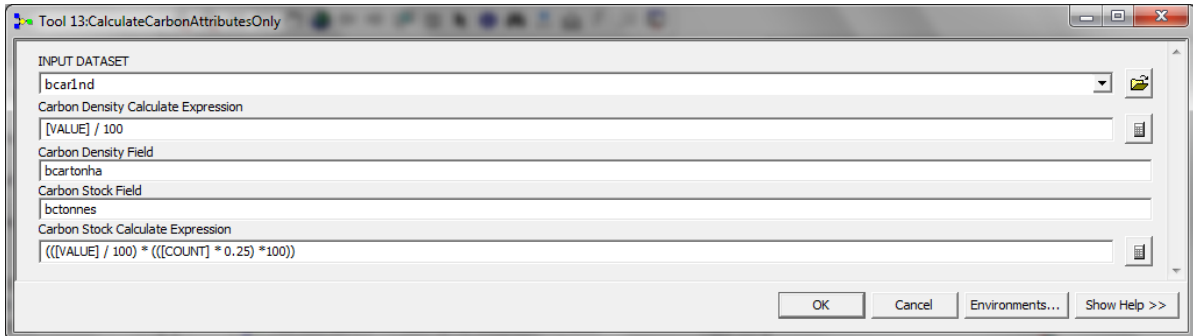 Tool 13:CalculateCarbonAttributesOnly
INPUT DATASET
bcar1nd
Carbon Density Calculate Expression
[VALUE] / 100
Carbon Density Field
bcartonha
Carbon Stock Field
bctonnes
Carbon Stock Calculate Expression
(([VALUE] / 100) * (([COUNT] * 0.25) *100))
OK Cancel Environments... Show Help >>